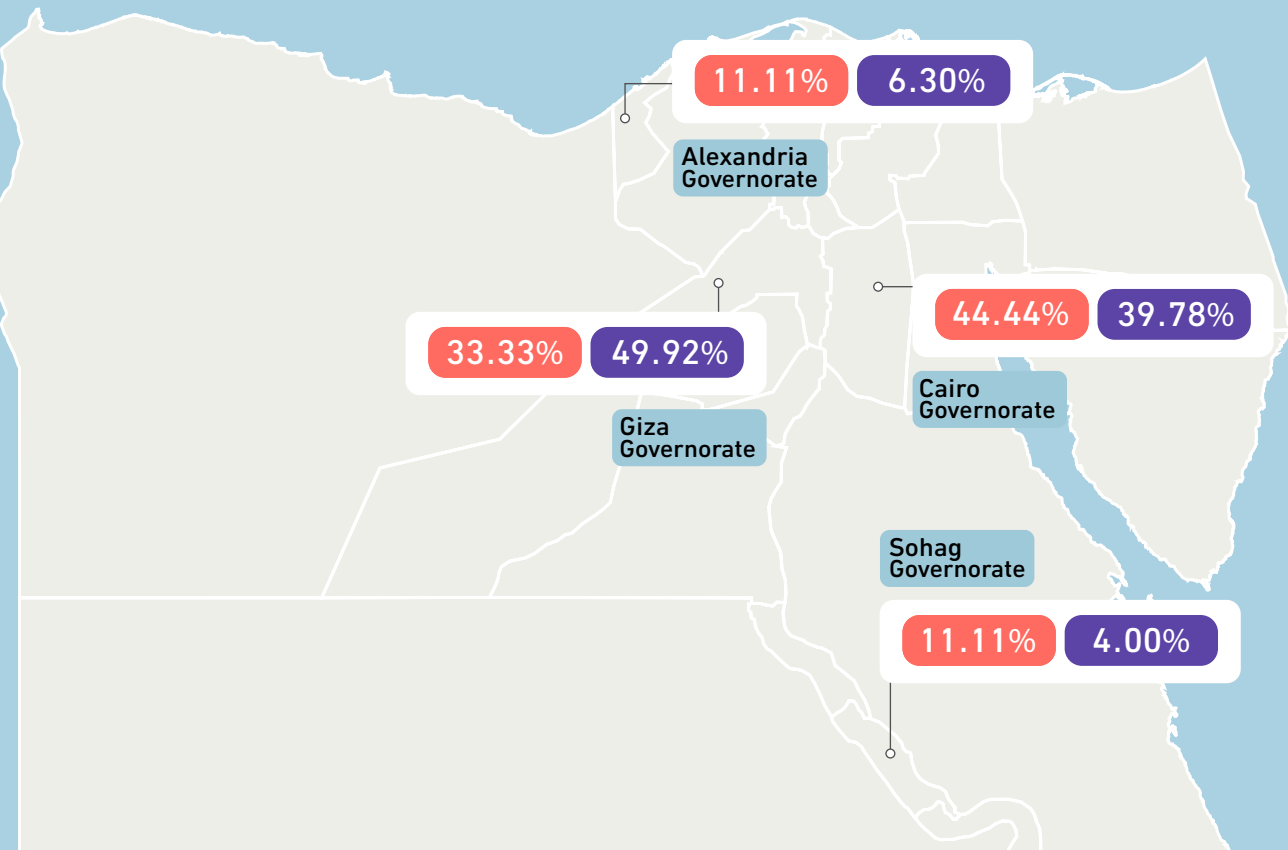 11.11% 6.30%
Alexandria
Governorate
44.44% 39.78%
Cairo
Governorate
33.33% 49.92%
Giza
Governorate
Sohag
Governorate
11.11% 4.00%